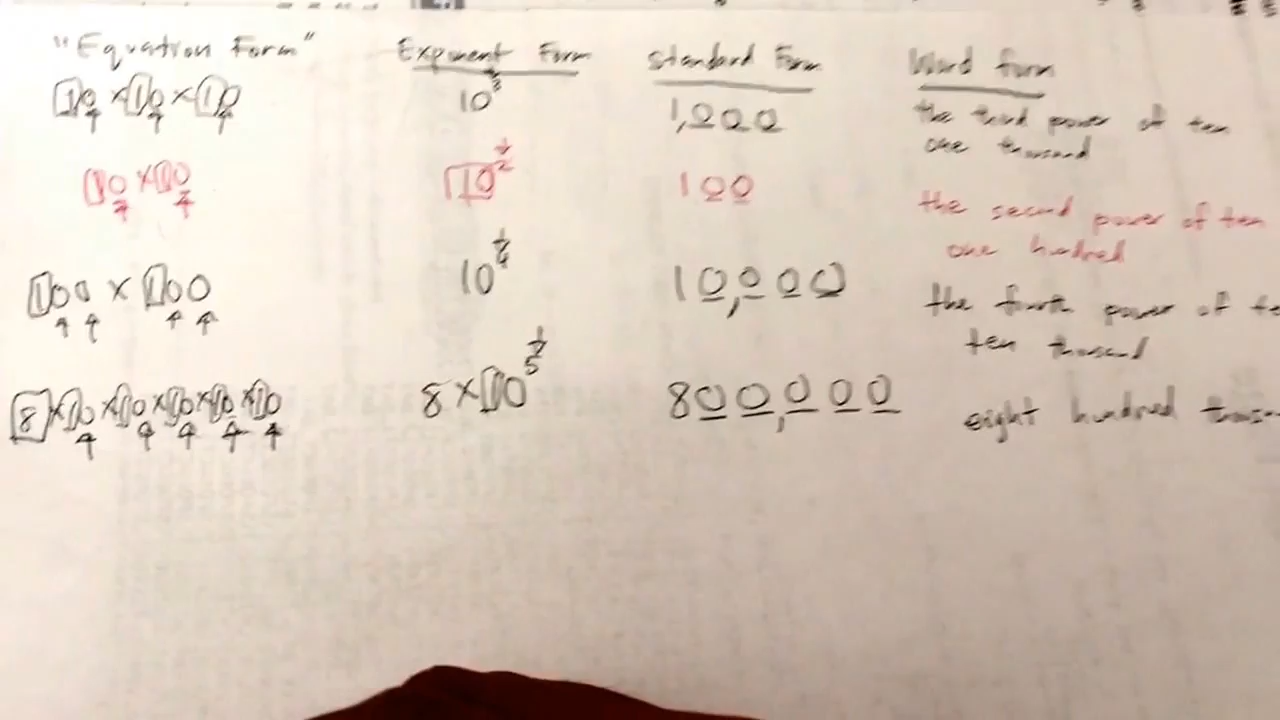 "Equation Form" Exponent Form Standard Form Word form
10 × 10 × 10 10³ 1,000 the third power of ten
one thousand
10 × 10 10² 100 the second power of ten
one hundred
100 × 100 10⁴ 10,000 the fourth power of
ten thousand
8 × 10 × 10 × 10 × 10 × 10 8 × 10⁵ 800,000 eight hundred